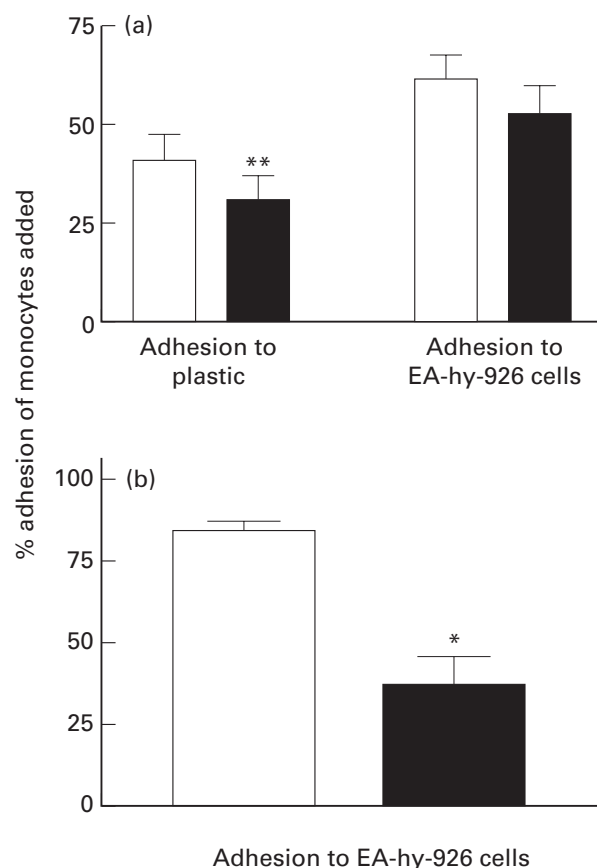 % adhesion of monocytes added
(a)
75
50
25
0
**
Adhesion to
plastic
Adhesion to
EA-hy-926 cells
(b)
100
75
50
25
0
*
Adhesion to EA-hy-926 cells